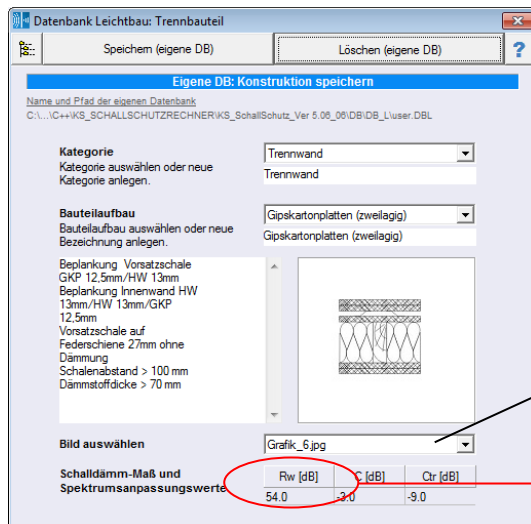 Datenbank Leichtbau: Trennbauteil
Speichern (eigene DB)
Löschen (eigene DB)
?
Eigene DB: Konstruktion speichern
Name und Pfad der eigenen Datenbank
C:\...\C++\KS_SCHALLSCHUTZRECHNER\KS_SchallSchutz_Ver 5.06_06\DB\DB_L\user.DBL
Kategorie
Kategorie auswählen oder neue
Kategorie anlegen.
Trennwand
Trennwand
Bauteilaufbau
Bauteilaufbau auswählen oder neue
Bezeichnung anlegen.
Gipskartonplatten (zweilagig)
Gipskartonplatten (zweilagig)
Beplankung Vorsatzschale
GKP 12,5mm/HW 13mm
Beplankung Innenwand HW
13mm/HW 13mm/GKP
12,5mm
Vorsatzschale auf
Federschiene 27mm ohne
Dämmung
Schalenabstand > 100 mm
Dämmstoffdicke > 70 mm
Bild auswählen
Grafik_6.jpg
Schalldämm-Maß und
Spektrumsanpassungswerte
Rw [dB]
C [dB]
Ctr [dB]
54.0
-3.0
-9.0